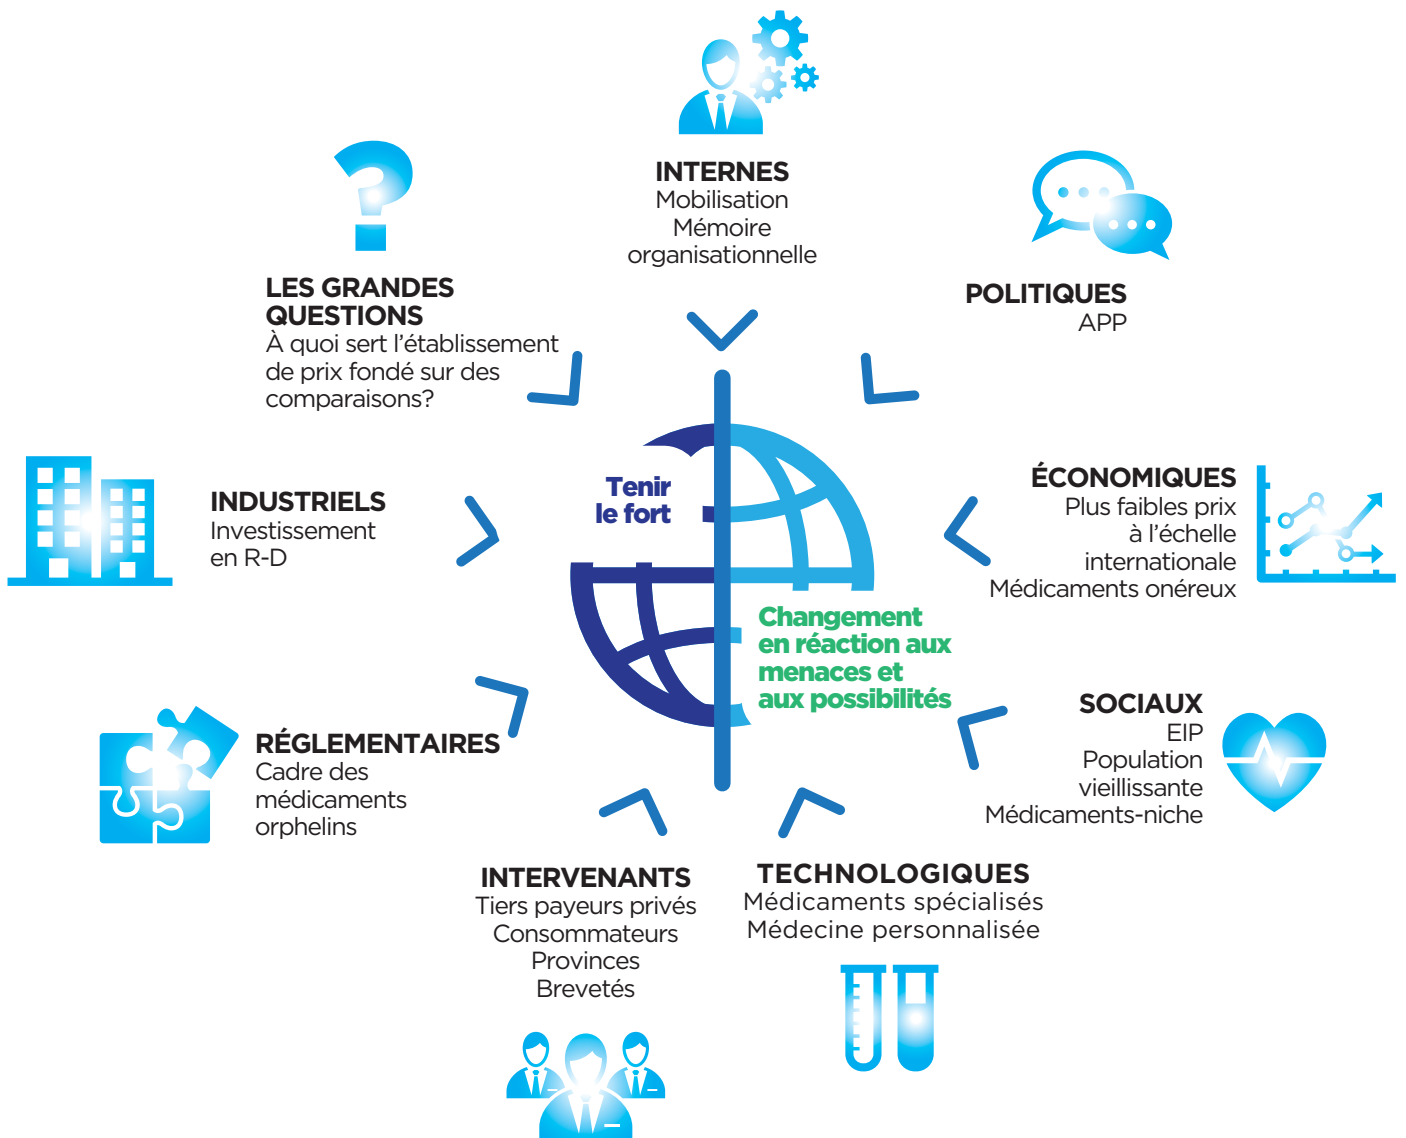 INTERNES
Mobilisation
Mémoire
organisationnelle
POLITIQUES
APP
ÉCONOMIQUES
Plus faibles prix
à l’échelle
internationale
Médicaments onéreux
SOCIAUX
EIP
Population
vieillissante
Médicaments-niche
TECHNOLOGIQUES
Médicaments spécialisés
Médecine personnalisée
INTERVENANTS
Tiers payeurs privés
Consommateurs
Provinces
Brevetés
RÉGLEMENTAIRES
Cadre des
médicaments
orphelins
INDUSTRIELS
Investissement
en R-D
LES GRANDES
QUESTIONS
À quoi sert l’établissement
de prix fondé sur des
comparaisons?
Tenir
le fort
Changement
en réaction aux
menaces et
aux possibilités